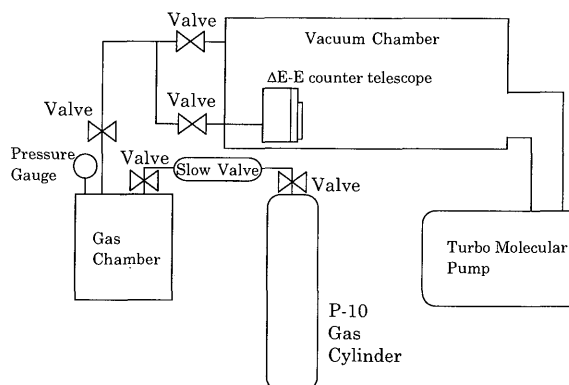 Valve
Vacuum Chamber
ΔE-E counter telescope
Valve
Valve
Pressure
Gauge
Valve
Slow Valve
Valve
Gas
Chamber
Turbo Molecular
Pump
P-10
Gas
Cylinder